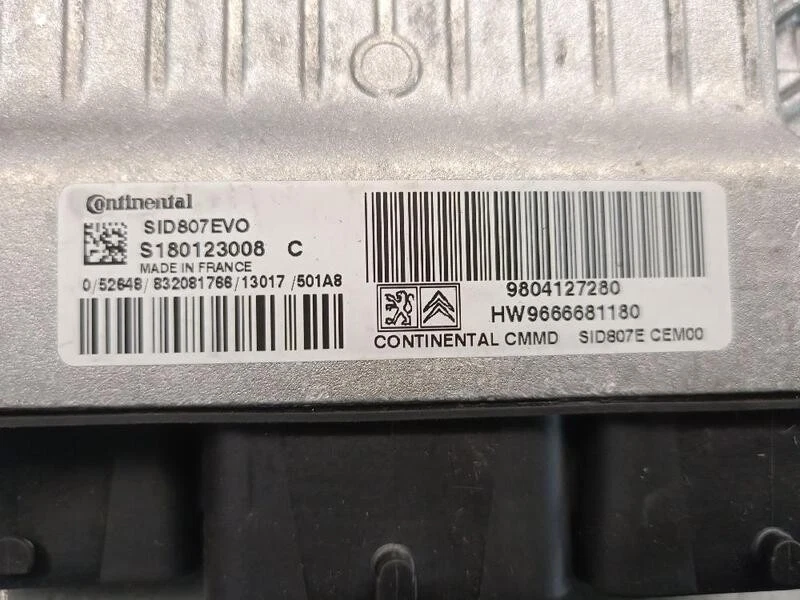 Continental
SID807EVO
S180123008 C
MADE IN FRANCE
0/52648/832081766/13017/501A8
9804127280
HW9666681180
CONTINENTAL CMMD SID807E CEM00